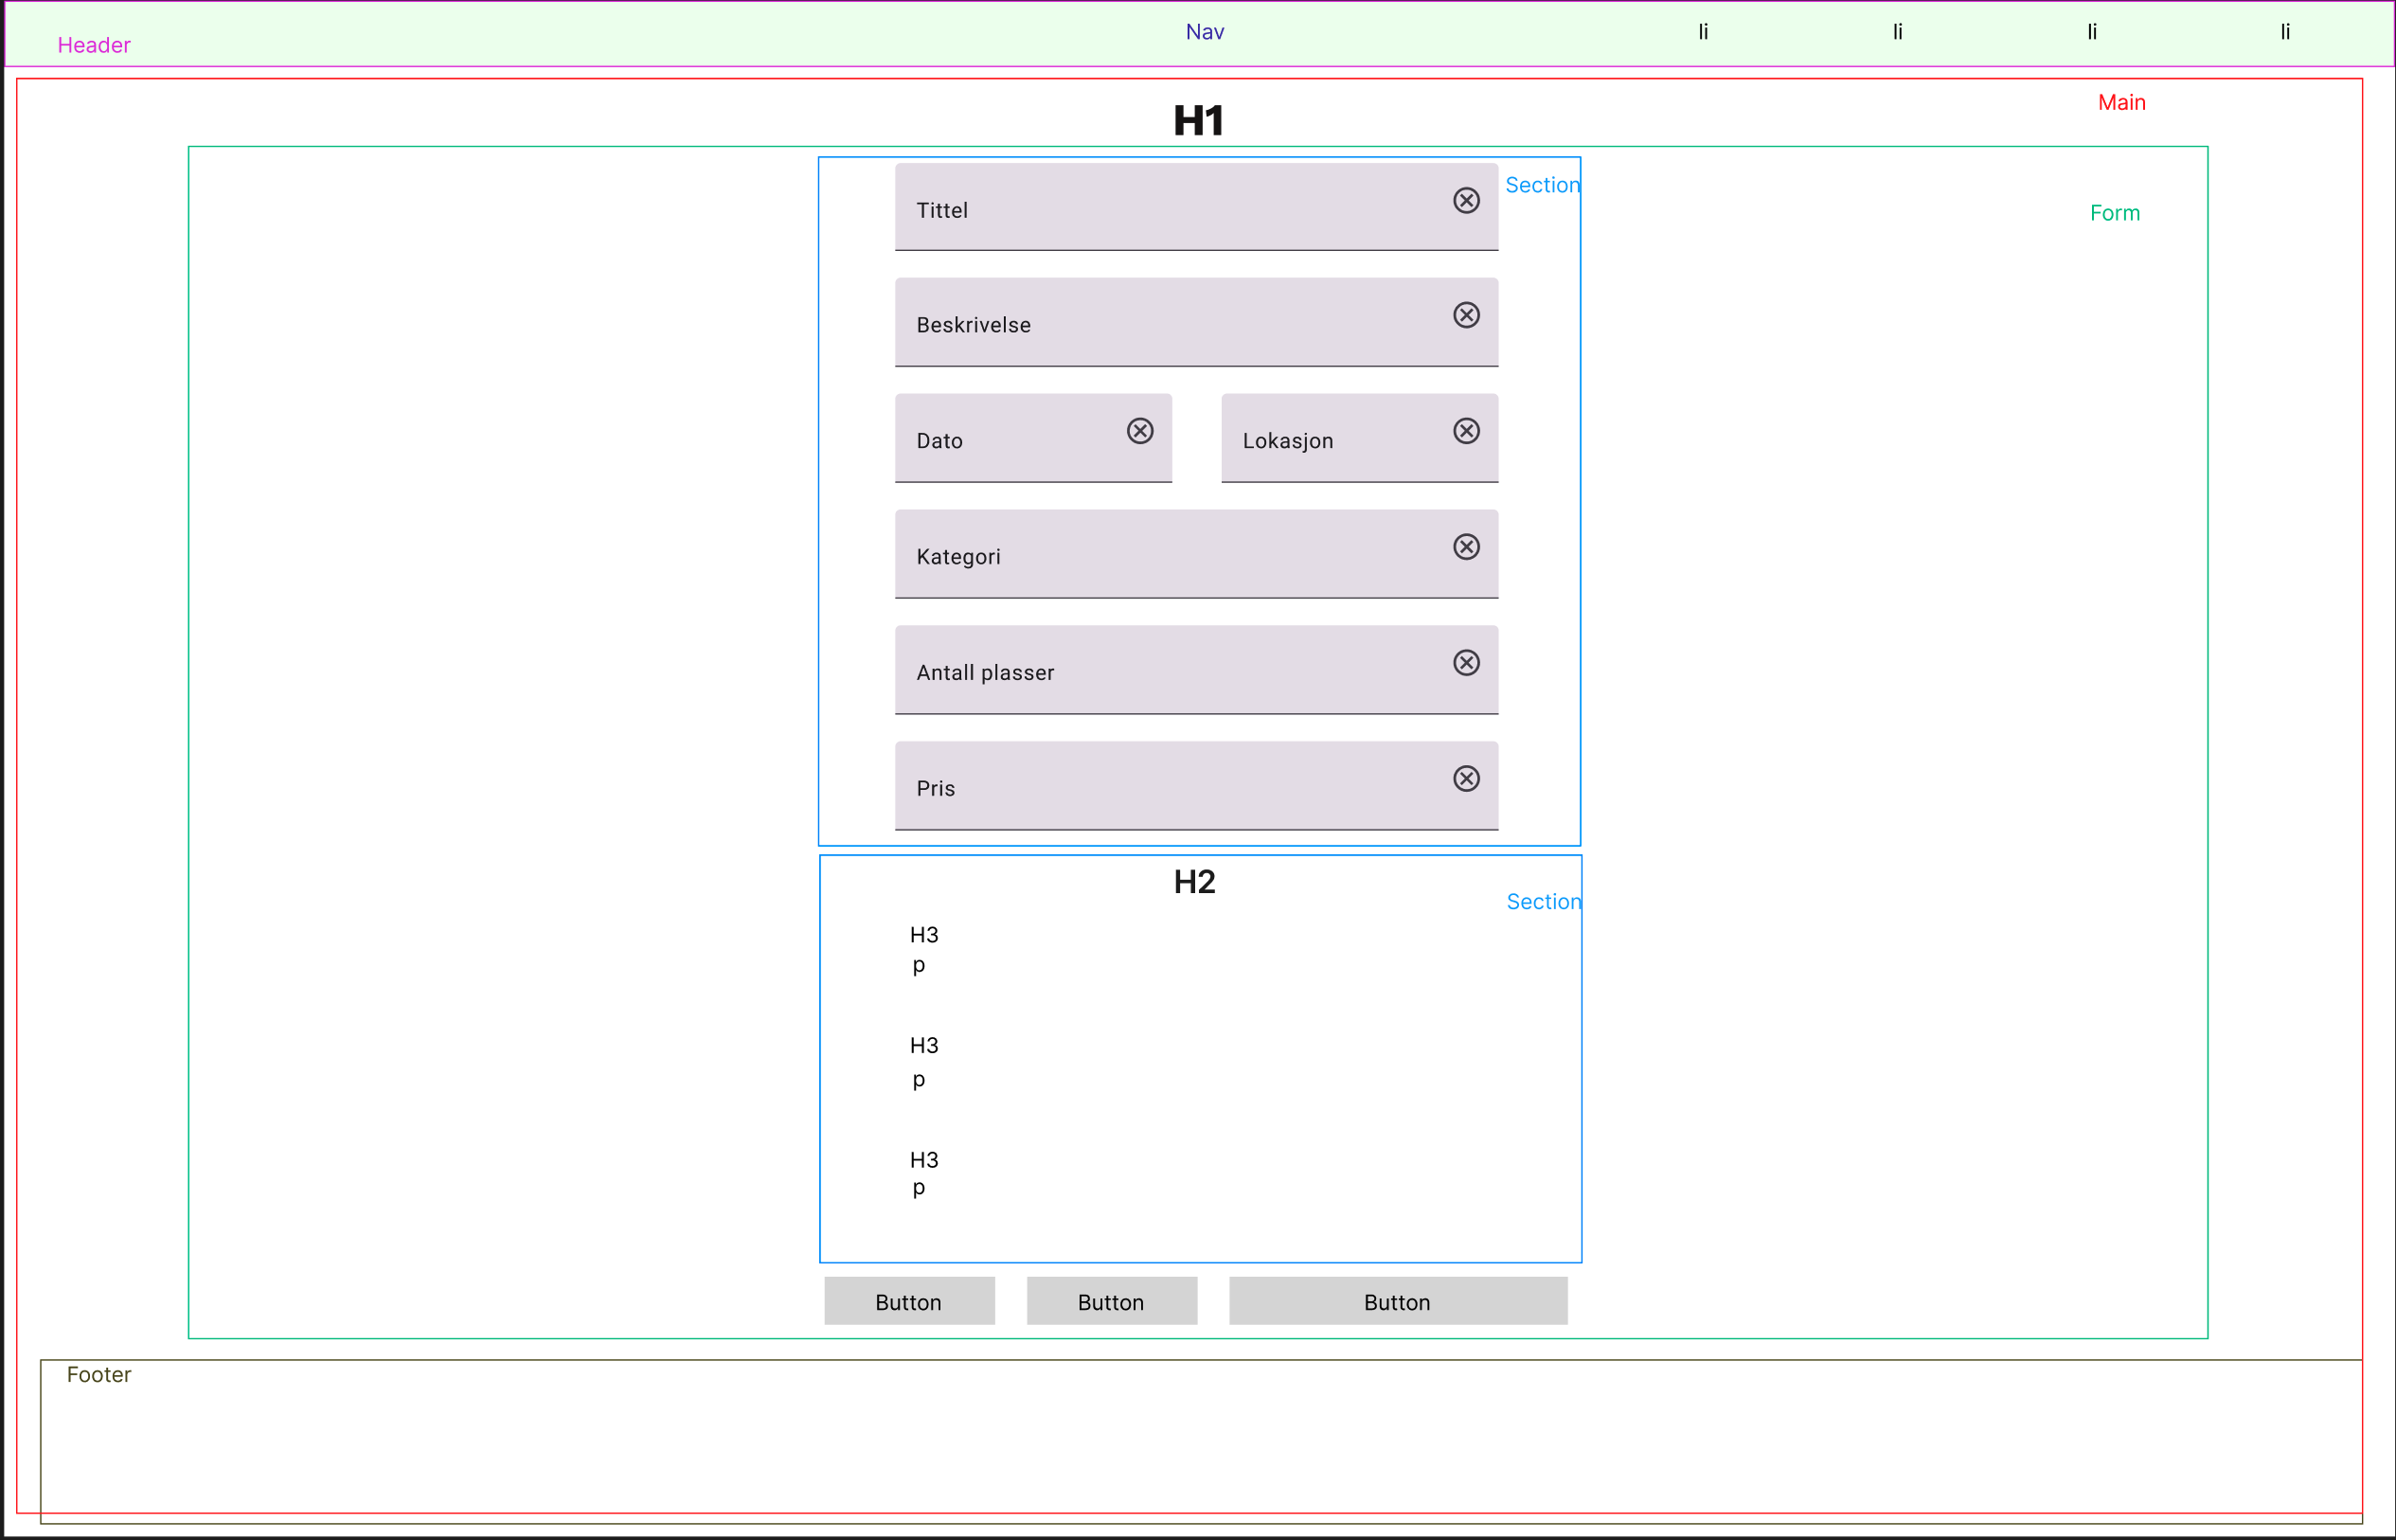 Header
Nav
li
li
li
li
Main
H1
Section
Form
Tittel
Beskrivelse
Dato
Lokasjon
Kategori
Antall plasser
Pris
H2
Section
H3
p
H3
p
H3
p
Button
Button
Button
Footer